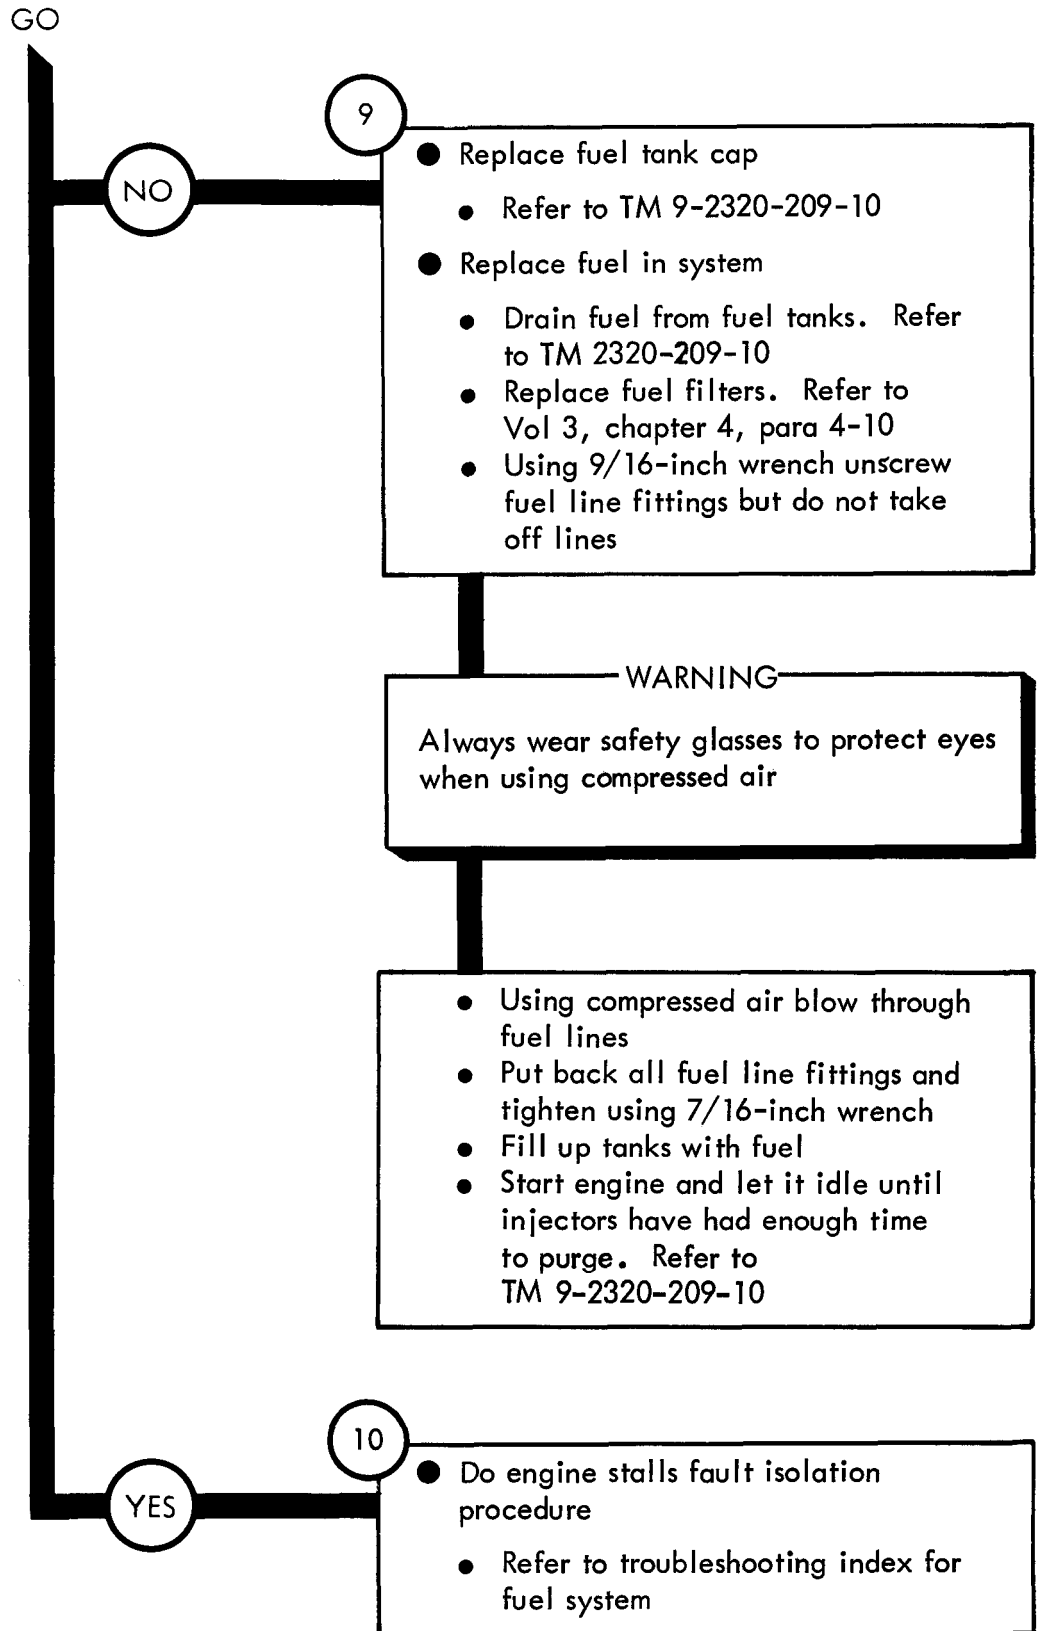 GO
9
NO
● Replace fuel tank cap
● Refer to TM 9-2320-209-10
● Replace fuel in system
● Drain fuel from fuel tanks. Refer
to TM 2320-209-10
● Replace fuel filters. Refer to
Vol 3, chapter 4, para 4-10
● Using 9/16-inch wrench unscrew
fuel line fittings but do not take
off lines
WARNING
Always wear safety glasses to protect eyes
when using compressed air
● Using compressed air blow through
fuel lines
● Put back all fuel line fittings and
tighten using 7/16-inch wrench
● Fill up tanks with fuel
● Start engine and let it idle until
injectors have had enough time
to purge. Refer to
TM 9-2320-209-10
10
YES
● Do engine stalls fault isolation
procedure
● Refer to troubleshooting index for
fuel system